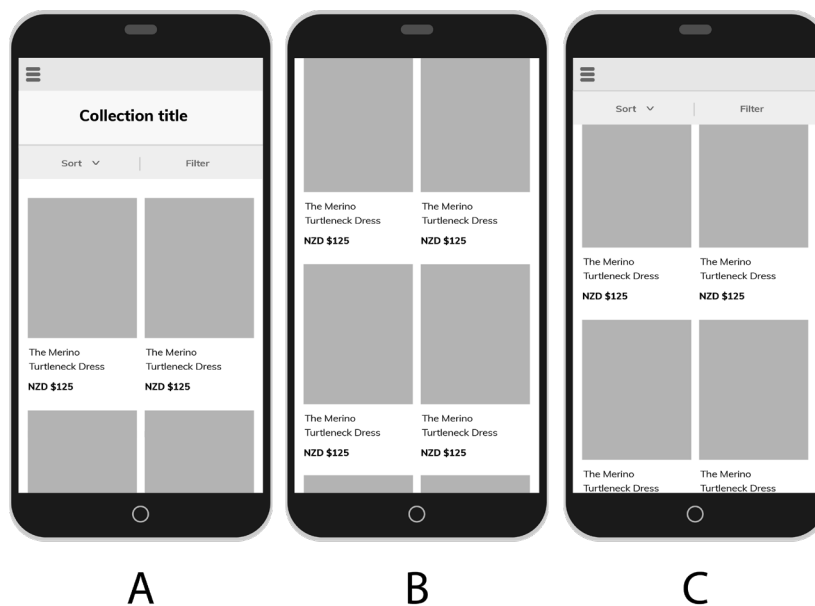 Collection title
Sort Filter
The Merino The Merino
Turtleneck Dress Turtleneck Dress
NZD $125 NZD $125
A
The Merino The Merino
Turtleneck Dress Turtleneck Dress
NZD $125 NZD $125
The Merino The Merino
Turtleneck Dress Turtleneck Dress
NZD $125 NZD $125
B
Sort Filter
The Merino The Merino
Turtleneck Dress Turtleneck Dress
NZD $125 NZD $125
The Merino The Merino
Turtleneck Dress Turtleneck Dress
C